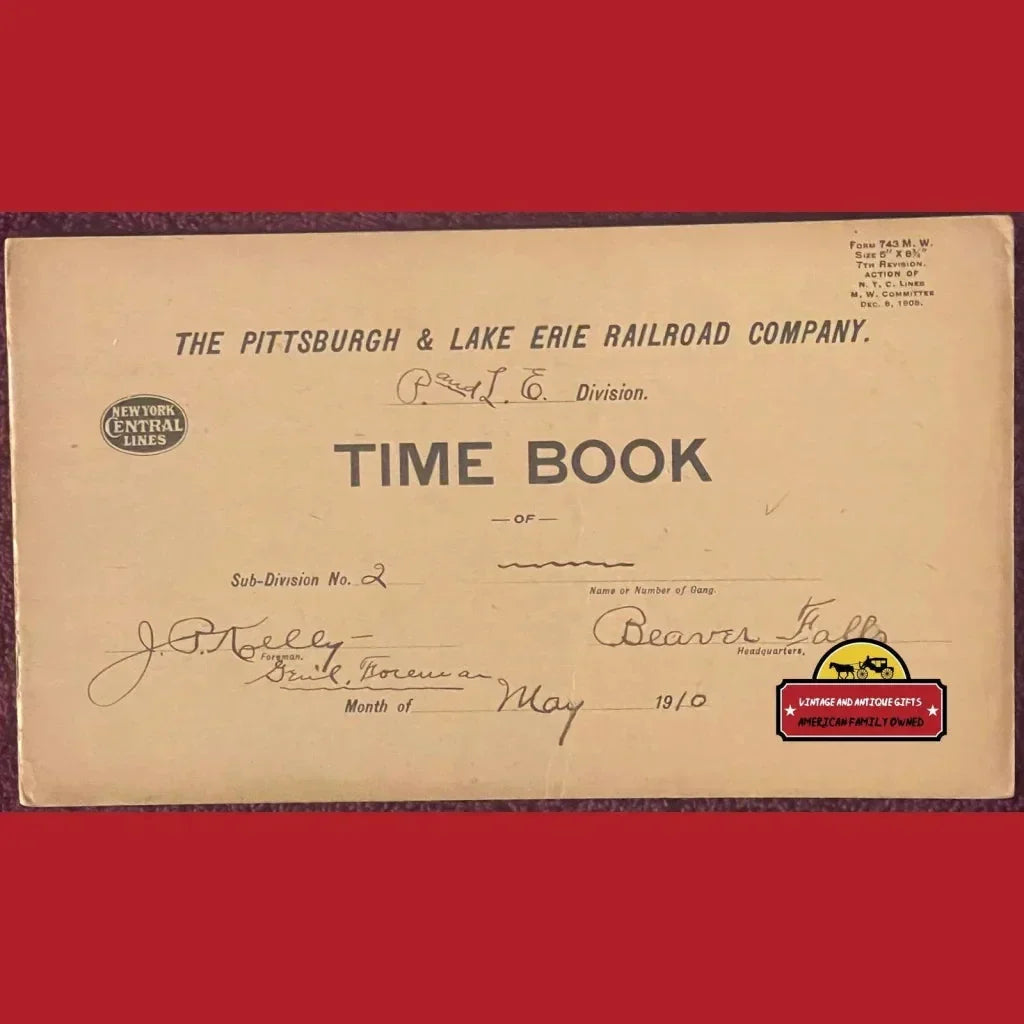 FORM 743 M. W.
SIZE 5" X 8½"
7TH REVISION.
ACTION OF
N. Y. C. LINES
M. W. COMMITTEE
DEC. 8, 1905.
THE PITTSBURGH & LAKE ERIE RAILROAD COMPANY.
P. and L. E. Division.
NEW YORK
CENTRAL
LINES
TIME BOOK
—OF—
Sub-Division No. 2
Name or Number of Gang.
J. P. Kelly
Foreman.
Genl. Foreman
Beaver Falls
Headquarters.
Month of May 1910
VINTAGE AND ANTIQUE GIFTS
AMERICAN FAMILY OWNED